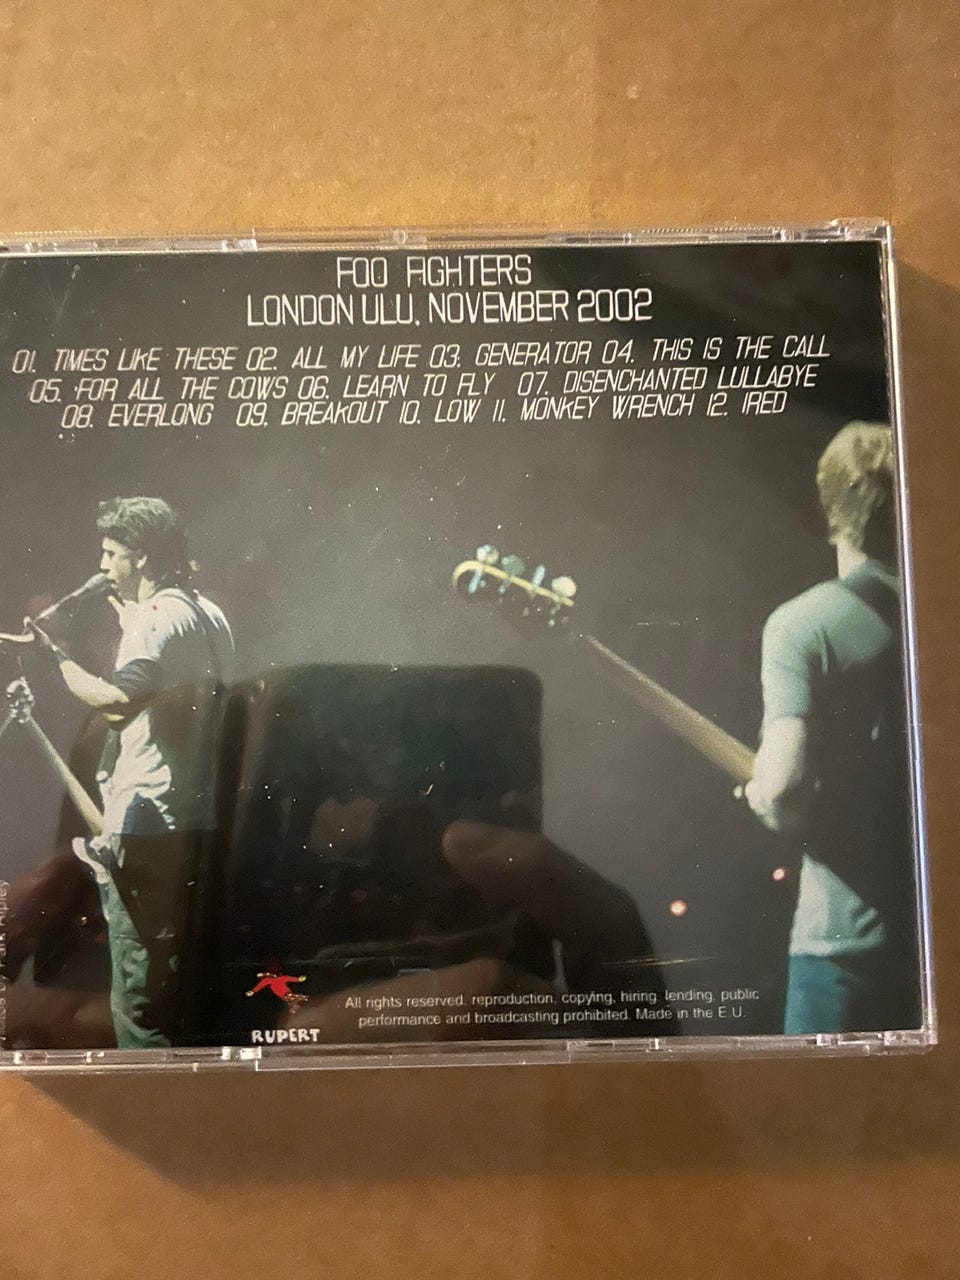 FOO FIGHTERS
LONDON ULU, NOVEMBER 2002
01. TIMES LIKE THESE 02. ALL MY LIFE 03. GENERATOR 04. THIS IS THE CALL
05. FOR ALL THE COWS 06. LEARN TO FLY 07. DISENCHANTED LULLABYE
08. EVERLONG 09. BREAKOUT 10. LOW 11. MONKEY WRENCH 12. IRED
RUPERT
All rights reserved, reproduction, copying, hiring, lending, public
performance and broadcasting prohibited. Made in the E.U.